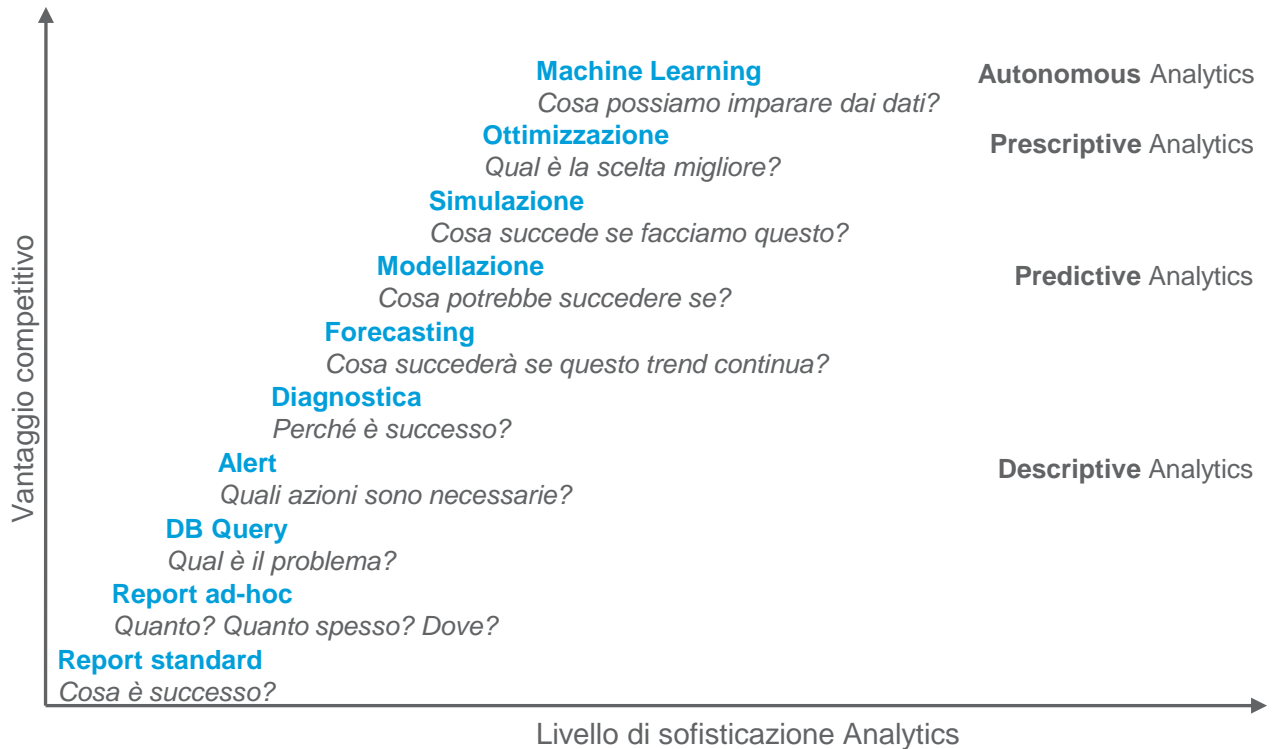 Machine Learning
Autonomous Analytics
Cosa possiamo imparare dai dati?
Ottimizzazione
Prescriptive Analytics
Qual è la scelta migliore?
Simulazione
Cosa succede se facciamo questo?
Modellazione
Predictive Analytics
Cosa potrebbe succedere se?
Forecasting
Cosa succederà se questo trend continua?
Diagnostica
Perché è successo?
Alert
Descriptive Analytics
Quali azioni sono necessarie?
DB Query
Qual è il problema?
Report ad-hoc
Quanto? Quanto spesso? Dove?
Report standard
Cosa è successo?
Vantaggio competitivo
Livello di sofisticazione Analytics